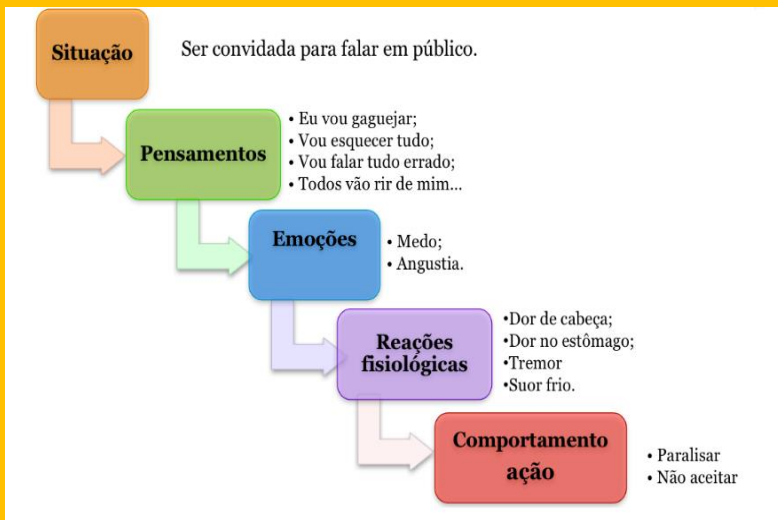 Situação
Ser convidada para falar em público.
Pensamentos
• Eu vou gaguejar;
• Vou esquecer tudo;
• Vou falar tudo errado;
• Todos vão rir de mim...
Emoções
• Medo;
• Angustia.
Reações
fisiológicas
•Dor de cabeça;
•Dor no estômago;
•Tremor
•Suor frio.
Comportamento
ação
• Paralisar
• Não aceitar